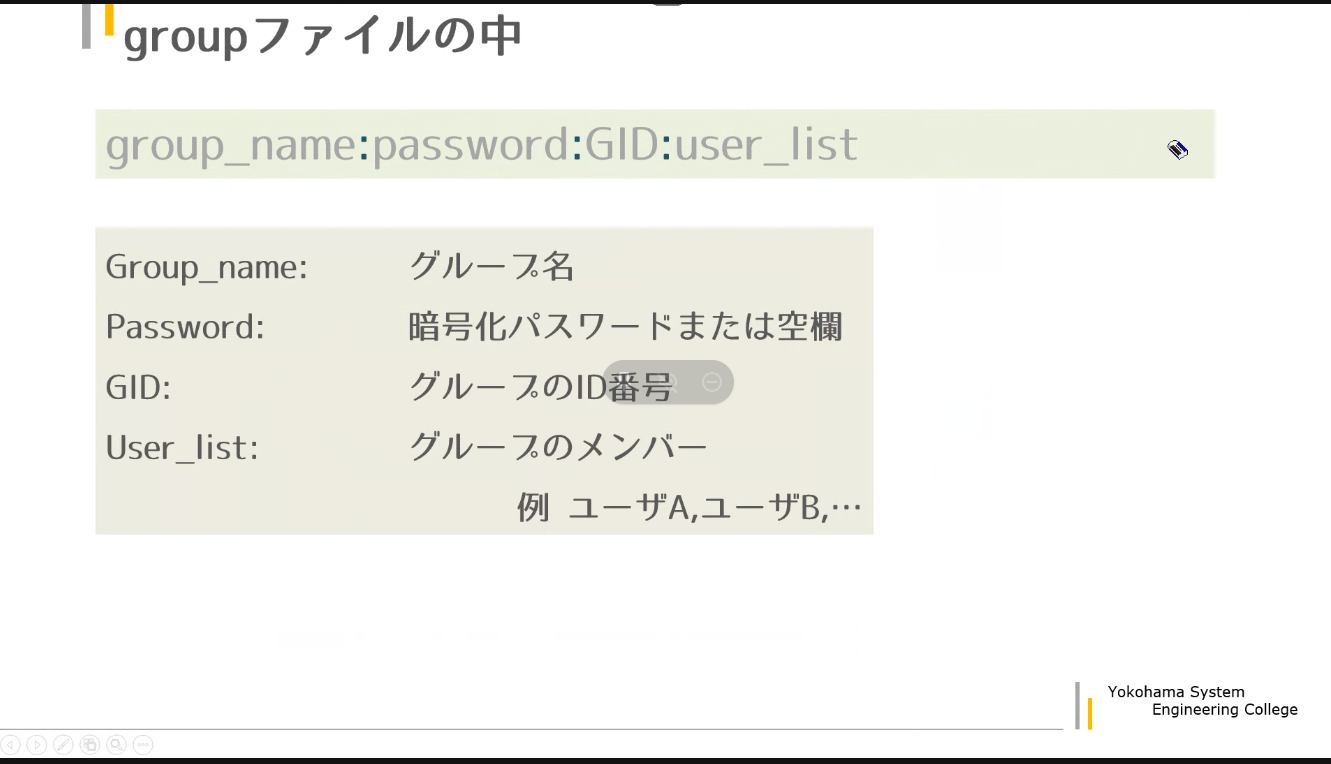 groupファイルの中
group_name:password:GID:user_list
Group_name: グループ名
Password: 暗号化パスワードまたは空欄
GID: グループのID番号
User_list: グループのメンバー
例 ユーザA,ユーザB,…
Yokohama System
Engineering College